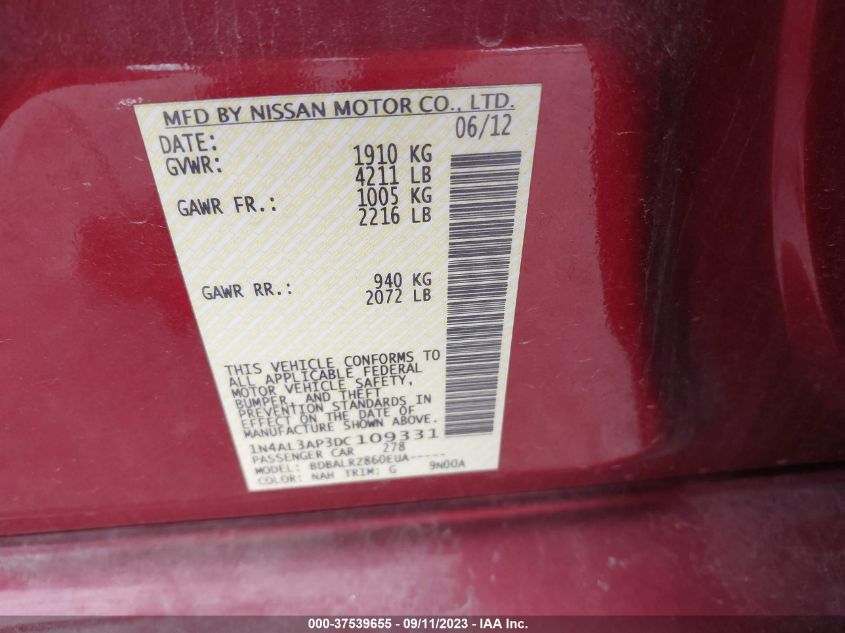 MFD BY NISSAN MOTOR CO., LTD.
DATE: 06/12
GVWR: 1910 KG
4211 LB
GAWR FR.: 1005 KG
2216 LB
GAWR RR.: 940 KG
2072 LB
THIS VEHICLE CONFORMS TO
ALL APPLICABLE FEDERAL
MOTOR VEHICLE SAFETY,
BUMPER, AND THEFT
PREVENTION STANDARDS IN
EFFECT ON THE DATE OF
MANUFACTURE SHOWN ABOVE.
1N4AL3AP3DC109331
PASSENGER CAR 278
MODEL: BDBALRZ860EUA-----
COLOR: NAH TRIM: G 9N00A
000-37539655 - 09/11/2023 - IAA Inc.